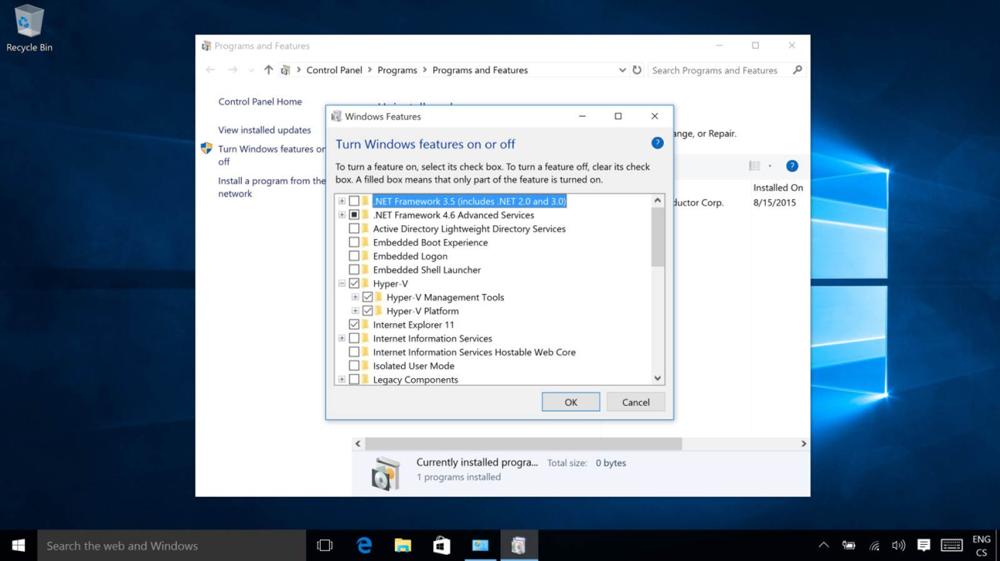 Recycle Bin
Programs and Features
Control Panel > Programs > Programs and Features
Search Programs and Features
Control Panel Home
View installed updates
Turn Windows features on
off
Install a program from the
network
ange, or Repair.
Installed On
ductor Corp.
8/15/2015
Windows Features
Turn Windows features on or off
To turn a feature on, select its check box. To turn a feature off, clear its check
box. A filled box means that only part of the feature is turned on.
.NET Framework 3.5 (includes .NET 2.0 and 3.0)
.NET Framework 4.6 Advanced Services
Active Directory Lightweight Directory Services
Embedded Boot Experience
Embedded Logon
Embedded Shell Launcher
Hyper-V
Hyper-V Management Tools
Hyper-V Platform
Internet Explorer 11
Internet Information Services
Internet Information Services Hostable Web Core
Isolated User Mode
Legacy Components
OK
Cancel
Currently installed progra... Total size: 0 bytes
1 programs installed
Search the web and Windows
ENG
CS